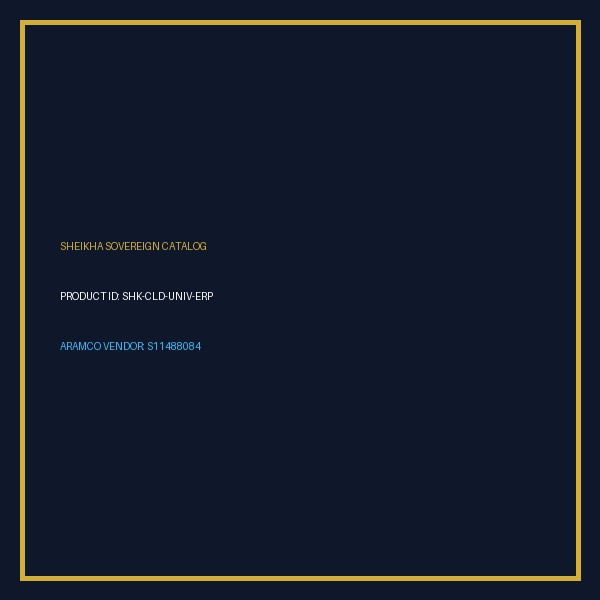 SHEIKHA SOVEREIGN CATALOG
PRODUCT ID: SHK-CLD-UNIV-ERP
ARAMCO VENDOR: S11488084